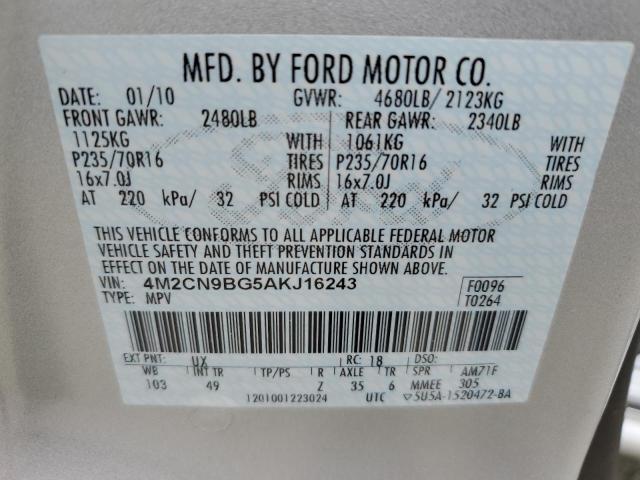 MFD. BY FORD MOTOR CO.
DATE: 01/10 GVWR: 4680LB/ 2123KG
FRONT GAWR: 2480LB REAR GAWR: 2340LB
1125KG WITH 1061KG WITH
P235/70R16 TIRES P235/70R16 TIRES
16x7.0J RIMS 16x7.0J RIMS
AT 220 kPa/ 32 PSI COLD AT 220 kPa/ 32 PSI COLD
THIS VEHICLE CONFORMS TO ALL APPLICABLE FEDERAL MOTOR
VEHICLE SAFETY AND THEFT PREVENTION STANDARDS IN
EFFECT ON THE DATE OF MANUFACTURE SHOWN ABOVE.
VIN: 4M2CN9BG5AKJ16243 F0096
TYPE: MPV T0264
EXT PNT: UX RC: 18 DSO:
WB INT TR TP/PS R AXLE TR SPR AM71F
103 49 Z 35 6 MMEE 305
1201001223024 UTC 5U5A-1520472-BA